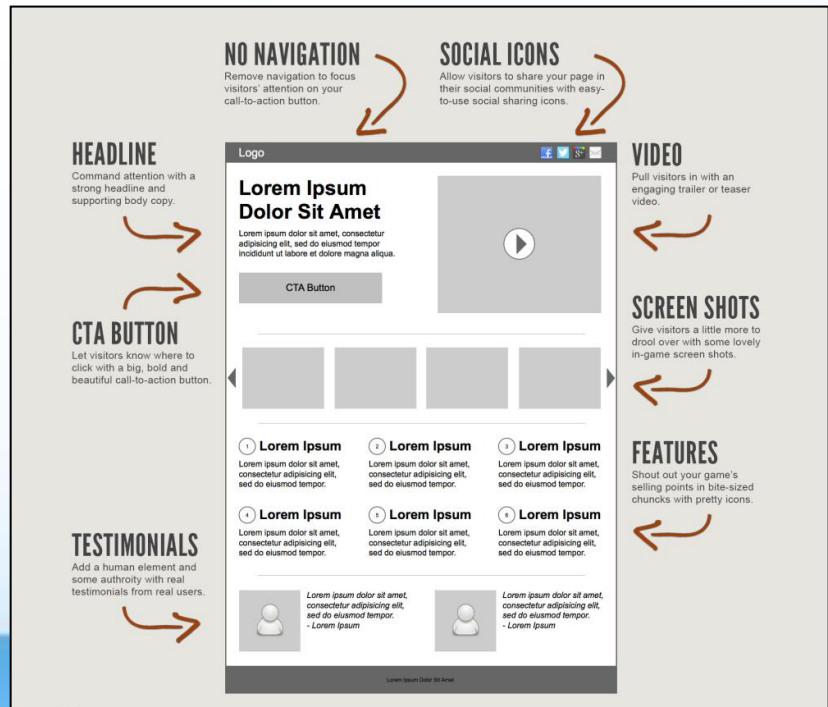 NO NAVIGATION
Remove navigation to focus
visitors' attention on your
call-to-action button.
SOCIAL ICONS
Allow visitors to share your page in
their social communities with easy-
to-use social sharing icons.
HEADLINE
Command attention with a
strong headline and
supporting body copy.
CTA BUTTON
Let visitors know where to
click with a big, bold and
beautiful call-to-action button.
TESTIMONIALS
Add a human element and
some authroity with real
testimonials from real users.
Logo
f
g+
Lorem Ipsum
Dolor Sit Amet
Lorem ipsum dolor sit amet, consectetur
adipisicing elit, sed do eiusmod tempor
incididunt ut labore et dolore magna aliqua.
CTA Button
1 Lorem Ipsum
Lorem ipsum dolor sit amet,
consectetur adipisicing elit,
sed do eiusmod tempor.
2 Lorem Ipsum
Lorem ipsum dolor sit amet,
consectetur adipisicing elit,
sed do eiusmod tempor.
3 Lorem Ipsum
Lorem ipsum dolor sit amet,
consectetur adipisicing elit,
sed do eiusmod tempor.
4 Lorem Ipsum
Lorem ipsum dolor sit amet,
consectetur adipisicing elit,
sed do eiusmod tempor.
5 Lorem Ipsum
Lorem ipsum dolor sit amet,
consectetur adipisicing elit,
sed do eiusmod tempor.
6 Lorem Ipsum
Lorem ipsum dolor sit amet,
consectetur adipisicing elit,
sed do eiusmod tempor.
Lorem ipsum dolor sit amet,
consectetur adipisicing elit,
sed do eiusmod tempor.
- Lorem Ipsum
Lorem ipsum dolor sit amet,
consectetur adipisicing elit,
sed do eiusmod tempor.
- Lorem Ipsum
Lorem Ipsum Dolor Sit Amet
VIDEO
Pull visitors in with an
engaging trailer or teaser
video.
SCREEN SHOTS
Give visitors a little more to
drool over with some lovely
in-game screen shots.
FEATURES
Shout out your game's
selling points in bite-sized
chuncks with pretty icons.